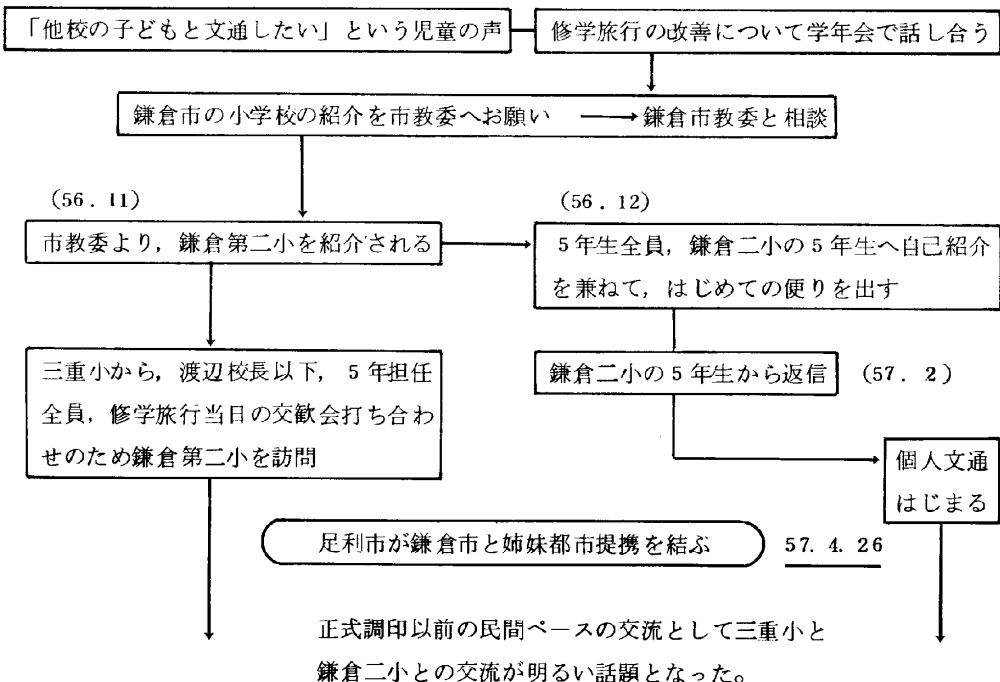 「他校の子どもと文通したい」という児童の声
修学旅行の改善について学年会で話し合う
鎌倉市の小学校の紹介を市教委へお願い → 鎌倉市教委と相談
(56.11)
市教委より，鎌倉第二小を紹介される
(56.12)
5年生全員，鎌倉二小の5年生へ自己紹介
を兼ねて，はじめての便りを出す
三重小から，渡辺校長以下，5年担任
全員，修学旅行当日の交歓会打ち合わ
せのため鎌倉第二小を訪問
鎌倉二小の5年生から返信 (57.2)
個人文通
はじまる
足利市が鎌倉市と姉妹都市提携を結ぶ 57.4.26
正式調印以前の民間ペースの交流として三重小と
鎌倉二小との交流が明るい話題となった。